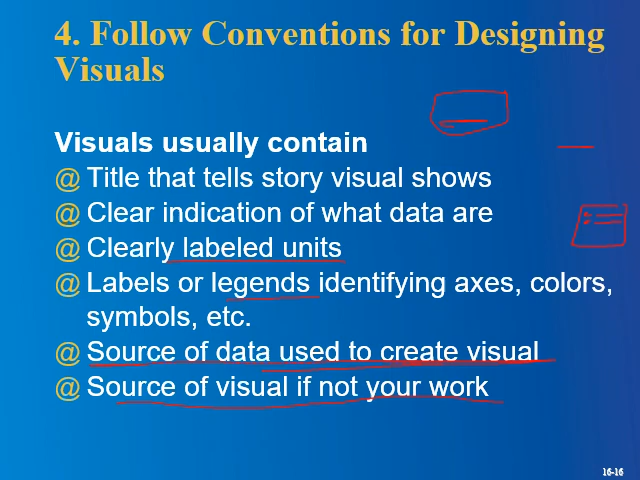 4. Follow Conventions for Designing
Visuals
Visuals usually contain
@ Title that tells story visual shows
@ Clear indication of what data are
@ Clearly labeled units
@ Labels or legends identifying axes, colors,
symbols, etc.
@ Source of data used to create visual
@ Source of visual if not your work
16-16